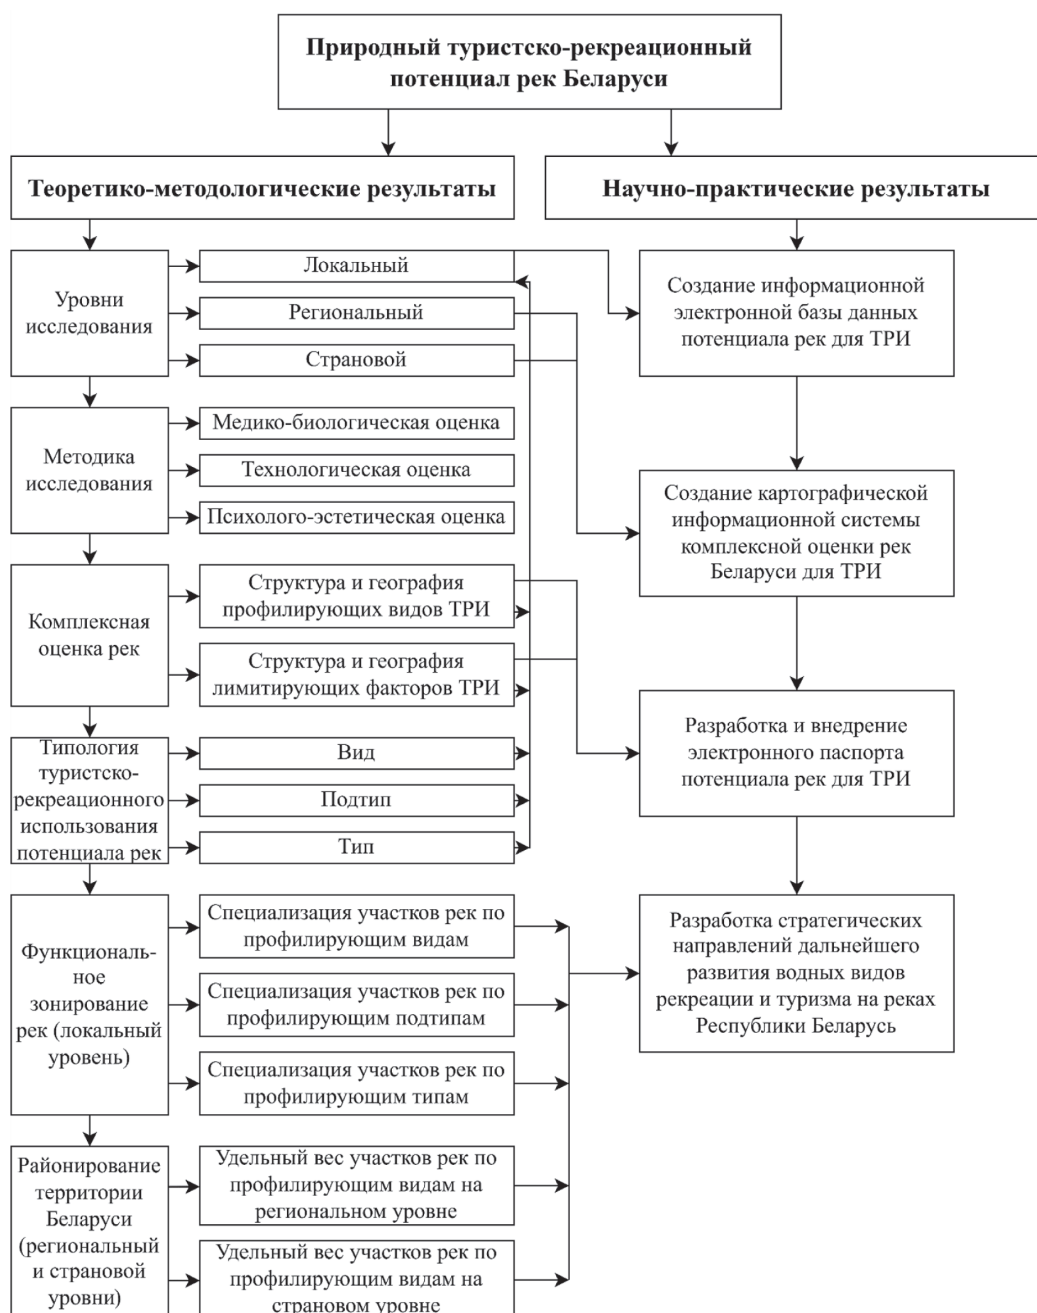 Природный туристско-рекреационный
потенциал рек Беларуси
Теоретико-методологические результаты
Научно-практические результаты
Уровни
исследования
Локальный
Региональный
Страновой
Создание информационной
электронной базы данных
потенциала рек для ТРИ
Методика
исследования
Медико-биологическая оценка
Технологическая оценка
Психолого-эстетическая оценка
Создание картографической
информационной системы
комплексной оценки рек
Беларуси для ТРИ
Комплексная
оценка рек
Структура и география
профилирующих видов ТРИ
Структура и география
лимитирующих факторов ТРИ
Разработка и внедрение
электронного паспорта
потенциала рек для ТРИ
Типология
туристско-
рекреационного
использования
потенциала рек
Вид
Подтип
Тип
Функциональ-
ное
зонирование
рек (локальный
уровень)
Специализация участков рек по
профилирующим видам
Специализация участков рек по
профилирующим подтипам
Специализация участков рек по
профилирующим типам
Разработка стратегических
направлений дальнейшего
развития водных видов
рекреации и туризма на реках
Республики Беларусь
Районирование
территории
Беларуси
(региональный
и страновой
уровни)
Удельный вес участков рек по
профилирующим видам на
региональном уровне
Удельный вес участков рек по
профилирующим видам на
страновом уровне